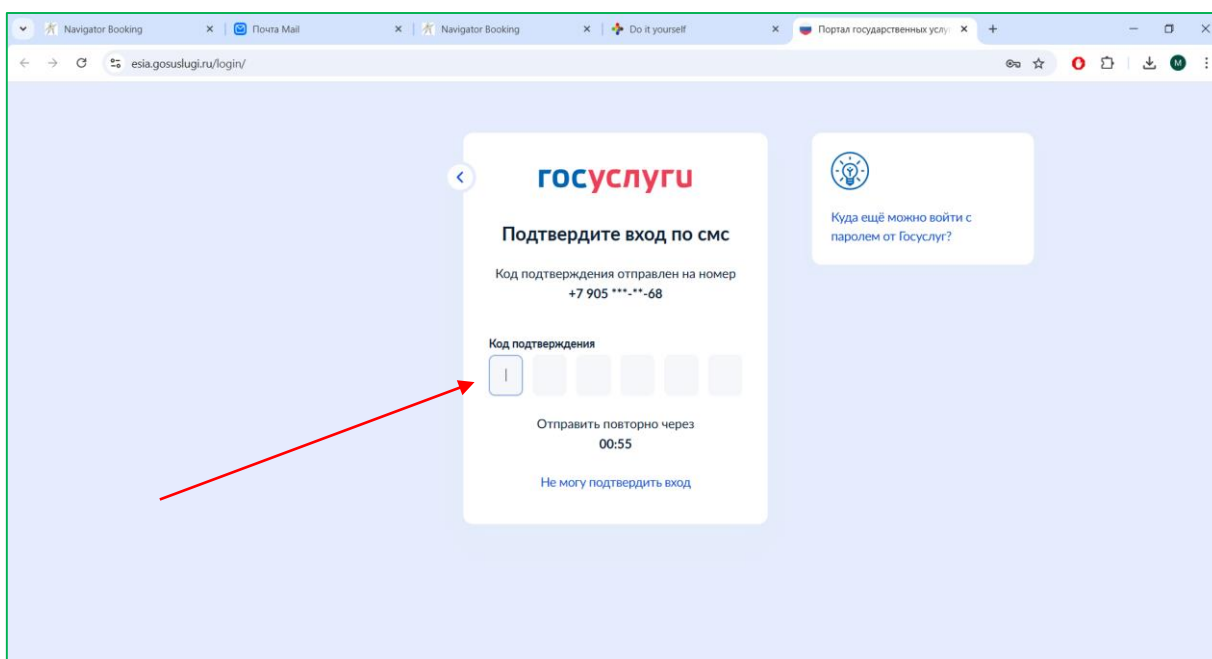 Navigator Booking
Почта Mail
Navigator Booking
Do it yourself
Портал государственных услу
esia.gosuslugi.ru/login/
M
госуслуги
Подтвердите вход по смс
Код подтверждения отправлен на номер
+7 905 ***-**-68
Код подтверждения
Отправить повторно через
00:55
Не могу подтвердить вход
Куда ещё можно войти с
паролем от Госуслуг?